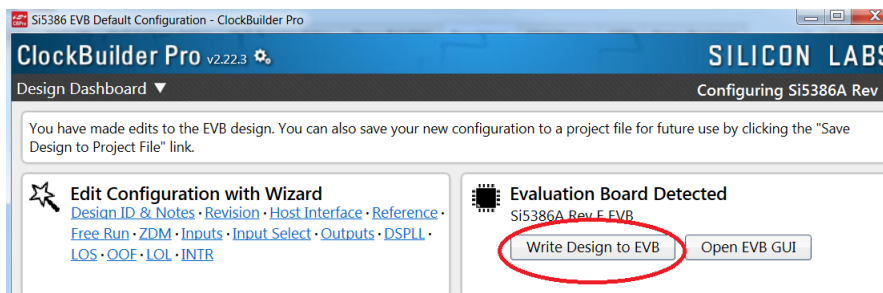 Si5386 EVB Default Configuration - ClockBuilder Pro
ClockBuilder Pro v2.22.3
SILICON LABS
Design Dashboard ▼
Configuring Si5386A Rev
You have made edits to the EVB design. You can also save your new configuration to a project file for future use by clicking the "Save
Design to Project File" link.
Edit Configuration with Wizard
Design ID & Notes · Revision · Host Interface · Reference ·
Free Run · ZDM · Inputs · Input Select · Outputs · DSPLL ·
LOS · OOF · LOL · INTR
Evaluation Board Detected
Si5386A Rev E EVB
Write Design to EVB
Open EVB GUI